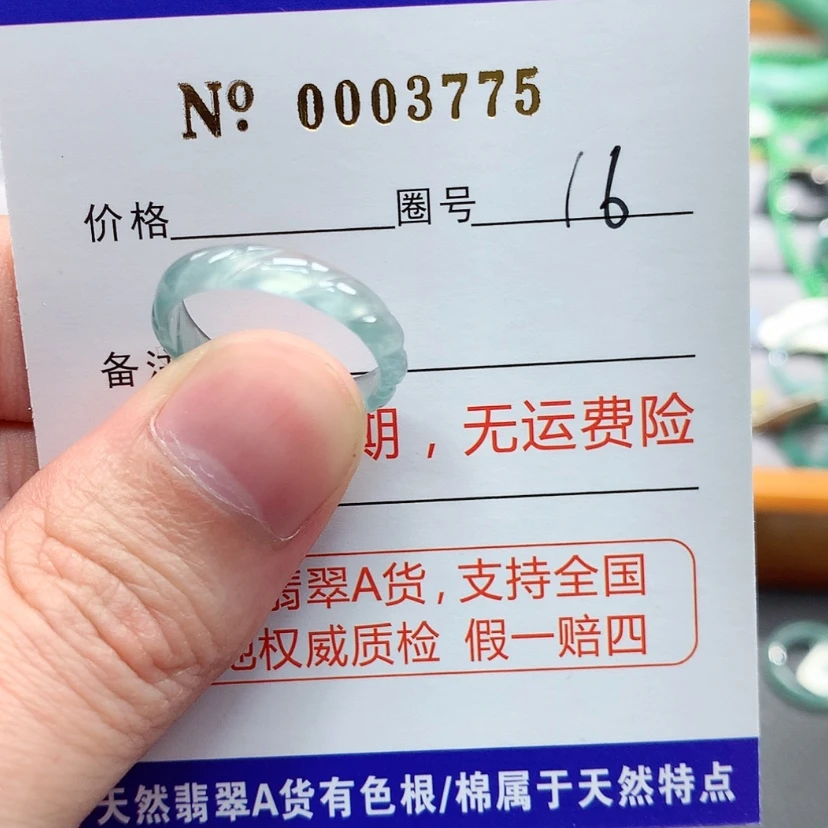 Nº 0003775
价格 圈号 16
备
期，无运费险
翡翠A货，支持全国
权威质检 假一赔四
天然翡翠A货有色根/棉属于天然特点